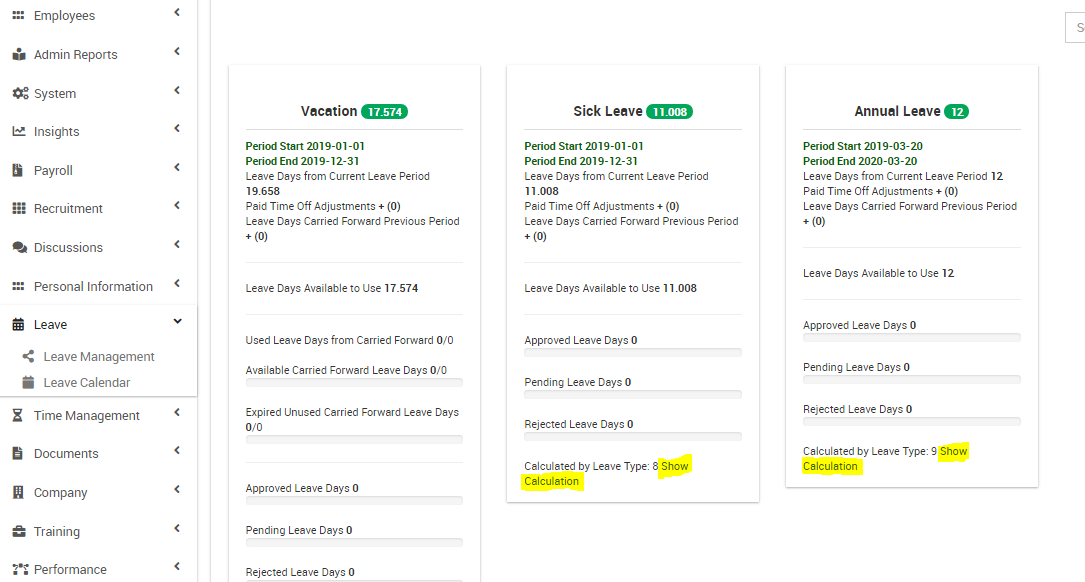 Employees
Admin Reports
System
Insights
Payroll
Recruitment
Discussions
Personal Information
Leave
Leave Management
Leave Calendar
Time Management
Documents
Company
Training
Performance
Vacation 17.574
Period Start 2019-01-01
Period End 2019-12-31
Leave Days from Current Leave Period
19.658
Paid Time Off Adjustments + (0)
Leave Days Carried Forward Previous Period
+ (0)
Leave Days Available to Use 17.574
Used Leave Days from Carried Forward 0/0
Available Carried Forward Leave Days 0/0
Expired Unused Carried Forward Leave Days
0/0
Approved Leave Days 0
Pending Leave Days 0
Rejected Leave Days 0
Sick Leave 11.008
Period Start 2019-01-01
Period End 2019-12-31
Leave Days from Current Leave Period
11.008
Paid Time Off Adjustments + (0)
Leave Days Carried Forward Previous Period
+ (0)
Leave Days Available to Use 11.008
Approved Leave Days 0
Pending Leave Days 0
Rejected Leave Days 0
Calculated by Leave Type: 8 Show
Calculation
Annual Leave 12
Period Start 2019-03-20
Period End 2020-03-20
Leave Days from Current Leave Period 12
Paid Time Off Adjustments + (0)
Leave Days Carried Forward Previous Period
+ (0)
Leave Days Available to Use 12
Approved Leave Days 0
Pending Leave Days 0
Rejected Leave Days 0
Calculated by Leave Type: 9 Show
Calculation